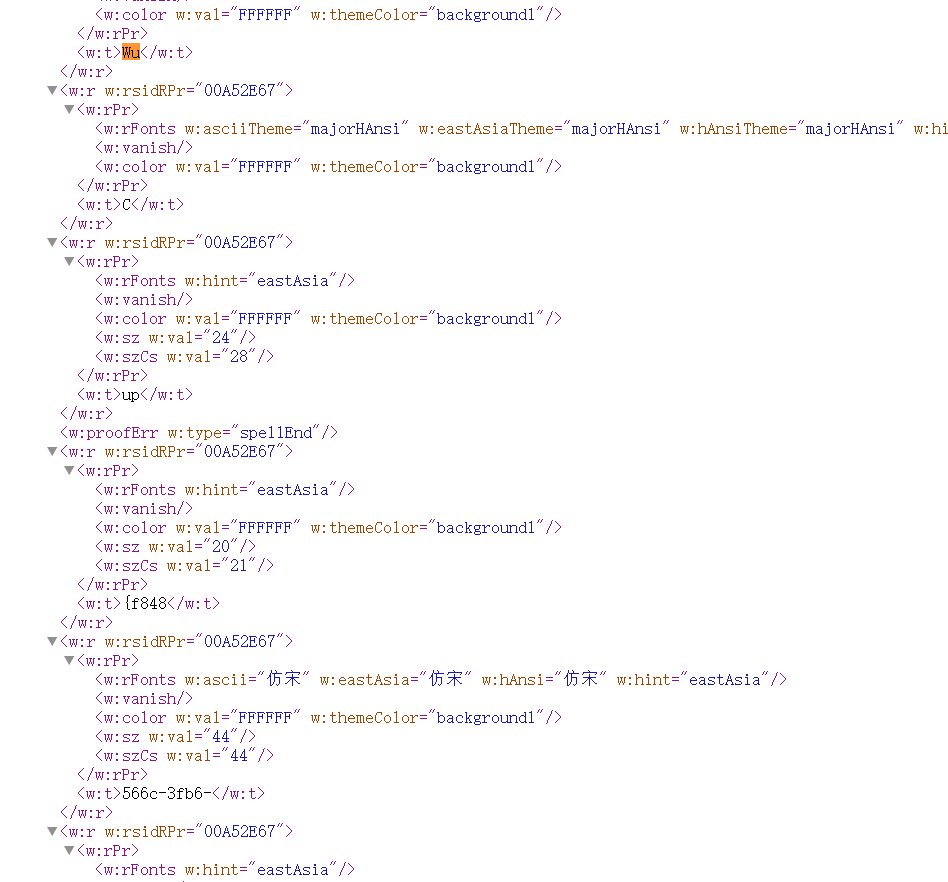 <w:color w:val="FFFFFF" w:themeColor="background1"/>
</w:rPr>
<w:t>Wu</w:t>
</w:r>
▼<w:r w:rsidRPr="00A52E67">
▼<w:rPr>
<w:rFonts w:asciiTheme="majorHAnsi" w:eastAsiaTheme="majorHAnsi" w:hAnsiTheme="majorHAnsi" w:hi
<w:vanish/>
<w:color w:val="FFFFFF" w:themeColor="background1"/>
</w:rPr>
<w:t>C</w:t>
</w:r>
▼<w:r w:rsidRPr="00A52E67">
▼<w:rPr>
<w:rFonts w:hint="eastAsia"/>
<w:vanish/>
<w:color w:val="FFFFFF" w:themeColor="background1"/>
<w:sz w:val="24"/>
<w:szCs w:val="28"/>
</w:rPr>
<w:t>up</w:t>
</w:r>
<w:proofErr w:type="spellEnd"/>
▼<w:r w:rsidRPr="00A52E67">
▼<w:rPr>
<w:rFonts w:hint="eastAsia"/>
<w:vanish/>
<w:color w:val="FFFFFF" w:themeColor="background1"/>
<w:sz w:val="20"/>
<w:szCs w:val="21"/>
</w:rPr>
<w:t>{f848</w:t>
</w:r>
▼<w:r w:rsidRPr="00A52E67">
▼<w:rPr>
<w:rFonts w:ascii="仿宋" w:eastAsia="仿宋" w:hAnsi="仿宋" w:hint="eastAsia"/>
<w:vanish/>
<w:color w:val="FFFFFF" w:themeColor="background1"/>
<w:sz w:val="44"/>
<w:szCs w:val="44"/>
</w:rPr>
<w:t>566c-3fb6-</w:t>
</w:r>
▼<w:r w:rsidRPr="00A52E67">
▼<w:rPr>
<w:rFonts w:hint="eastAsia"/>